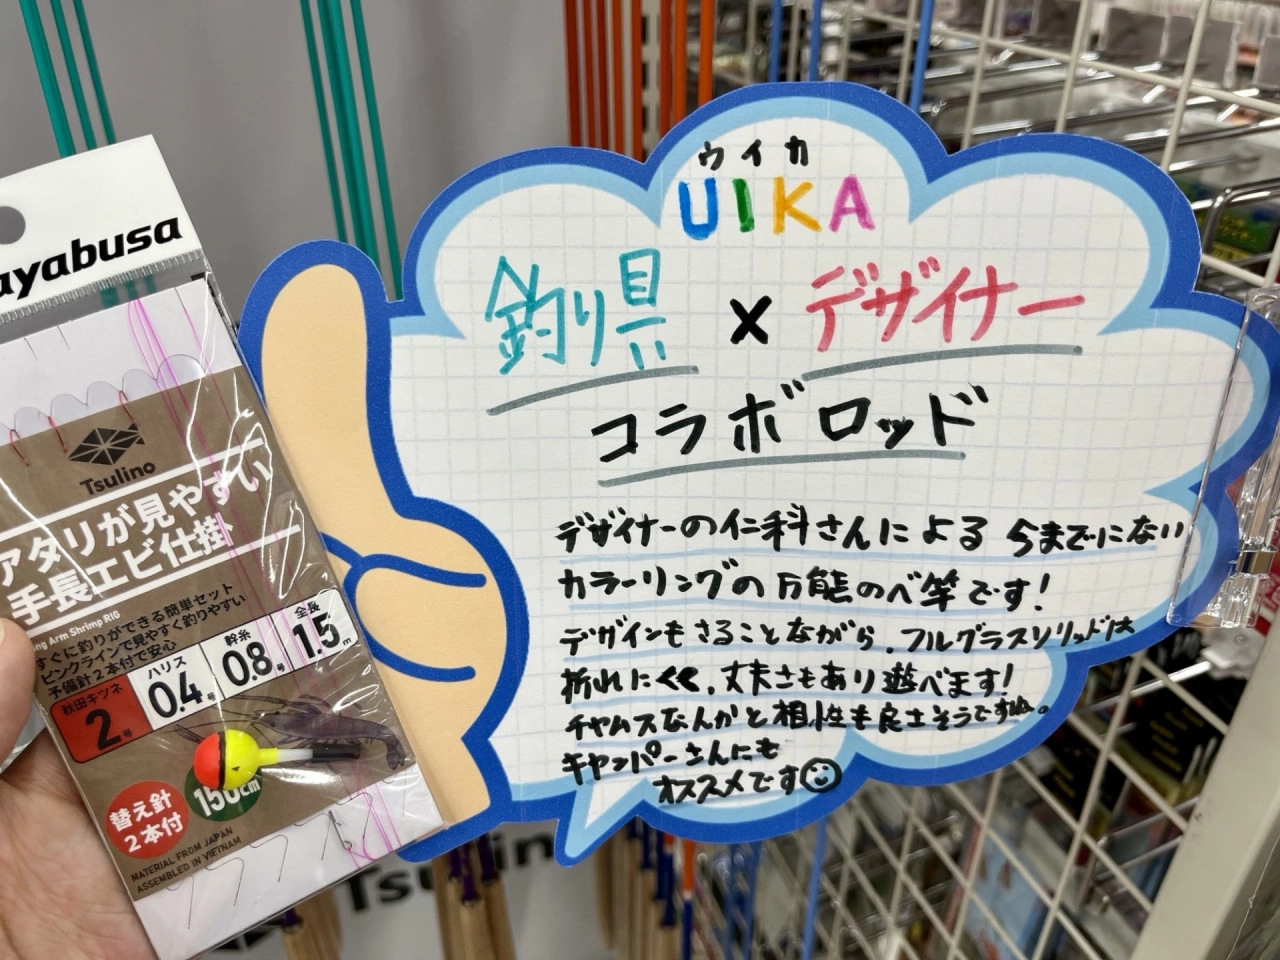 ayabusa
Tsulino
アタリが見やすい
手長エビ仕掛
ng Arm Shrimp RIG
すぐに釣りができる簡単セット
ピンクラインで見やすく釣りやすい
予備針2本付で安心
秋田キツネ
2号
ハリス
0.4号
幹糸
0.8号
全長
1.5m
替え針
2本付
150cm
MATERIAL FROM JAPAN
ASSEMBLED IN VIETNAM
ウイカ
UIKA
釣り具 × デザイナー
コラボロッド
デザイナーの仁科さんによる 今までにない
カラーリングの万能のべ竿です!
デザインもさることながら、フルグラスソリッドは
折れにくく、丈夫さもあり遊べます!
チャムスなんかと相性も良さそうですね。
キャンパーさんにも
オススメです☺
Tsulino